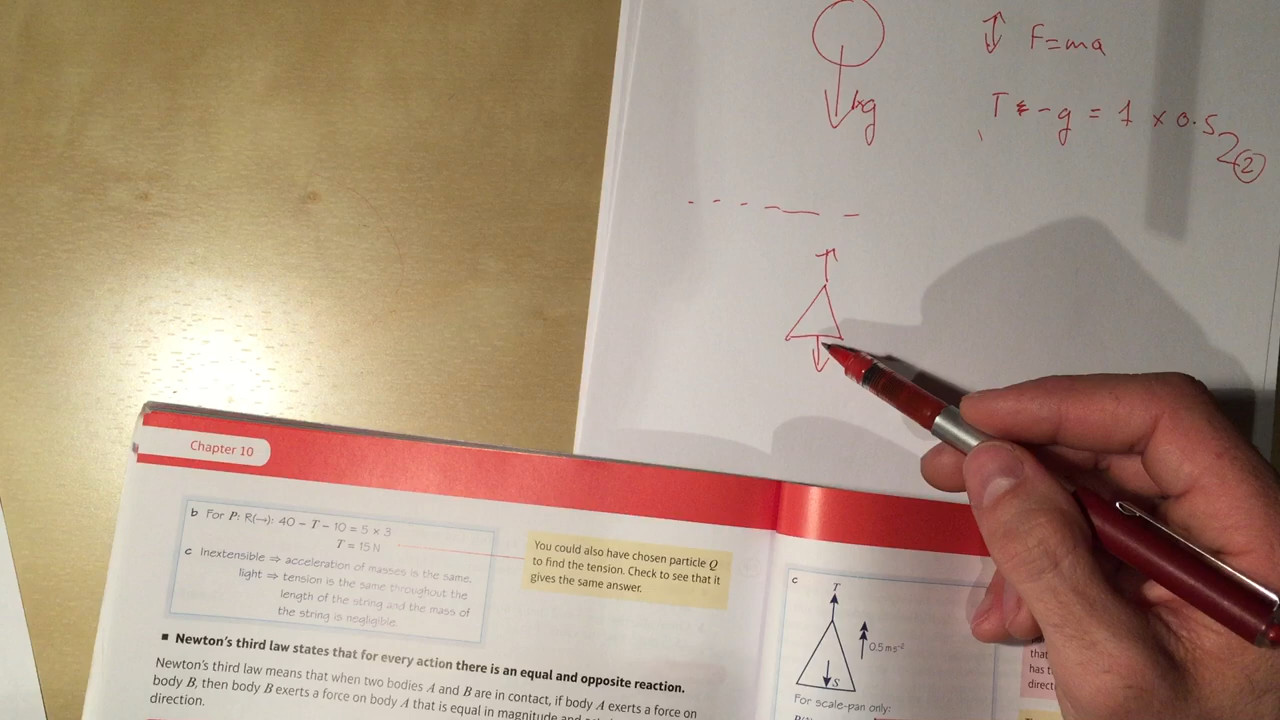 F=ma
kg
T - g = 1 x 0.5
2
T
Chapter 10
b For P: R(→): 40 – T – 10 = 5 × 3
T = 15 N
c Inextensible ⇒ acceleration of masses is the same.
light ⇒ tension is the same throughout the
length of the string and the mass of
the string is negligible.
You could also have chosen particle Q
to find the tension. Check to see that it
gives the same answer.
■ Newton's third law states that for every action there is an equal and opposite reaction.
Newton's third law means that when two bodies A and B are in contact, if body A exerts a force on
body B, then body B exerts a force on body A that is equal in magnitude and
direction.
c
T
0.5 m s⁻²
S
For scale-pan only:
that
has
direct